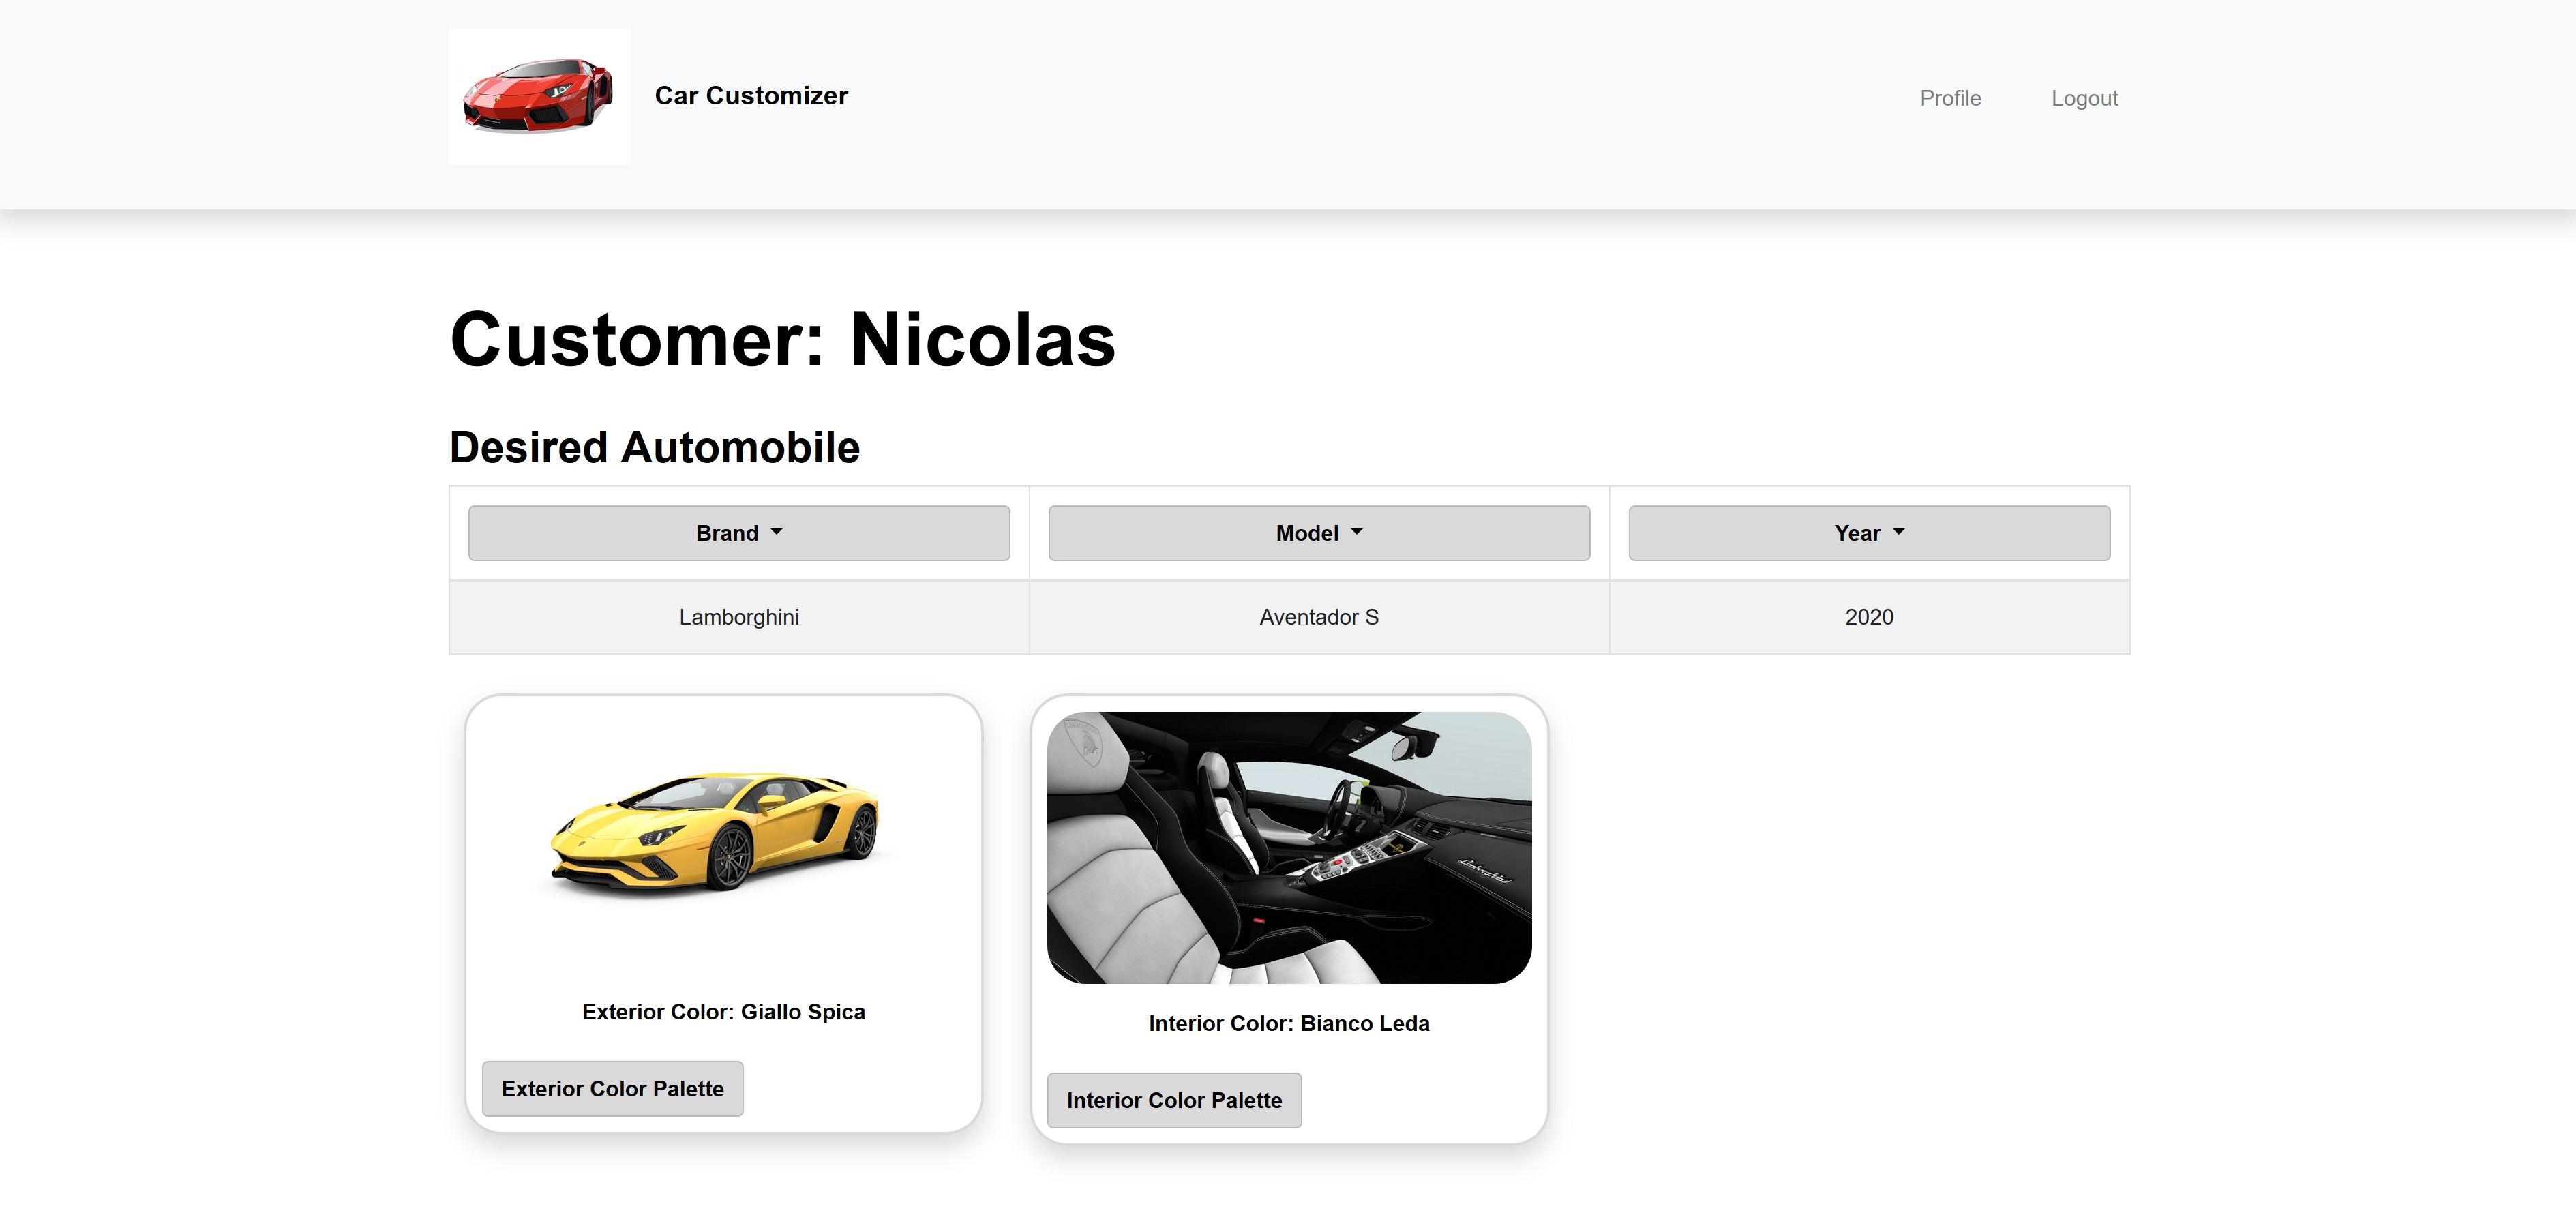 Car Customizer
Profile
Logout
Customer: Nicolas
Desired Automobile
Brand
Model
Year
Lamborghini
Aventador S
2020
Lamborghini
Exterior Color: Giallo Spica
Interior Color: Bianco Leda
Exterior Color Palette
Interior Color Palette